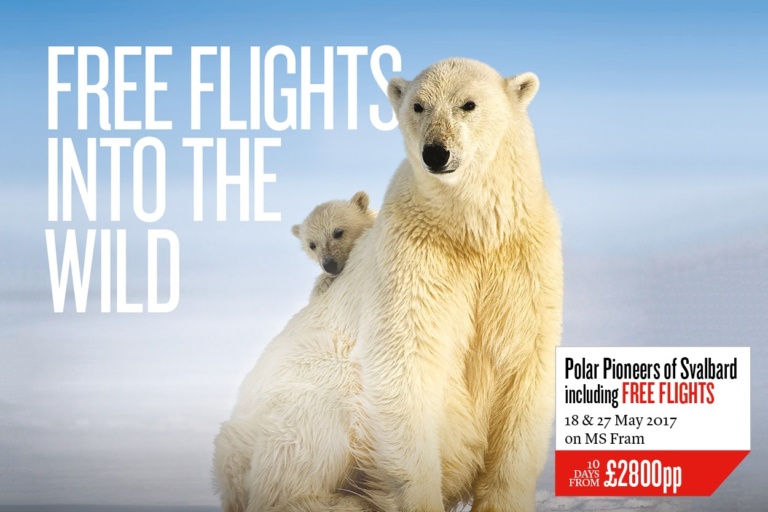 FREE FLIGHTS
INTO THE
WILD
Polar Pioneers of Svalbard
including FREE FLIGHTS
18 & 27 May 2017
on MS Fram
10
DAYS
FROM £2800pp